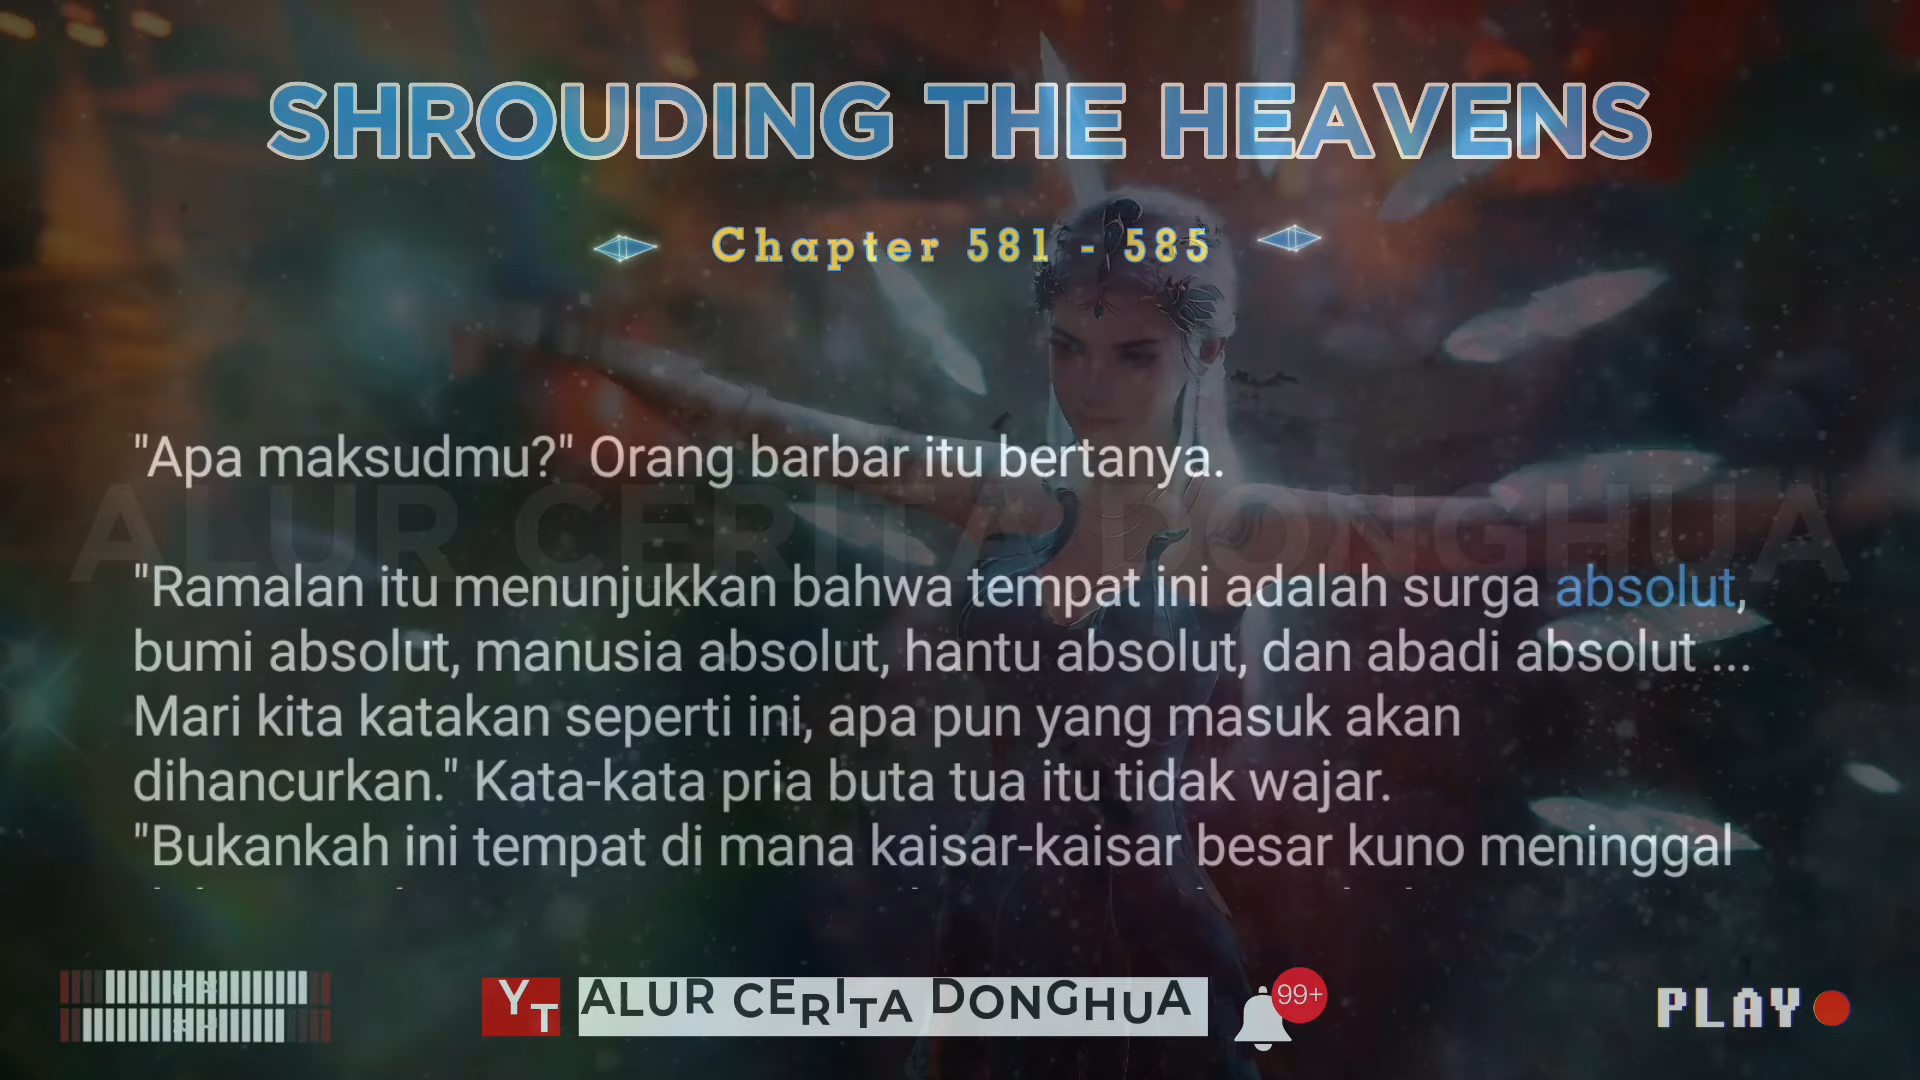 SHROUDING THE HEAVENS
Chapter 581 - 585
"Apa maksudmu?" Orang barbar itu bertanya.
ALUR CERITA DONGHUA
"Ramalan itu menunjukkan bahwa tempat ini adalah surga absolut,
bumi absolut, manusia absolut, hantu absolut, dan abadi absolut ...
Mari kita katakan seperti ini, apa pun yang masuk akan
dihancurkan." Kata-kata pria buta tua itu tidak wajar.
"Bukankah ini tempat di mana kaisar-kaisar besar kuno meninggal
YT ALUR CERITA DONGHUA 99+
PLAY